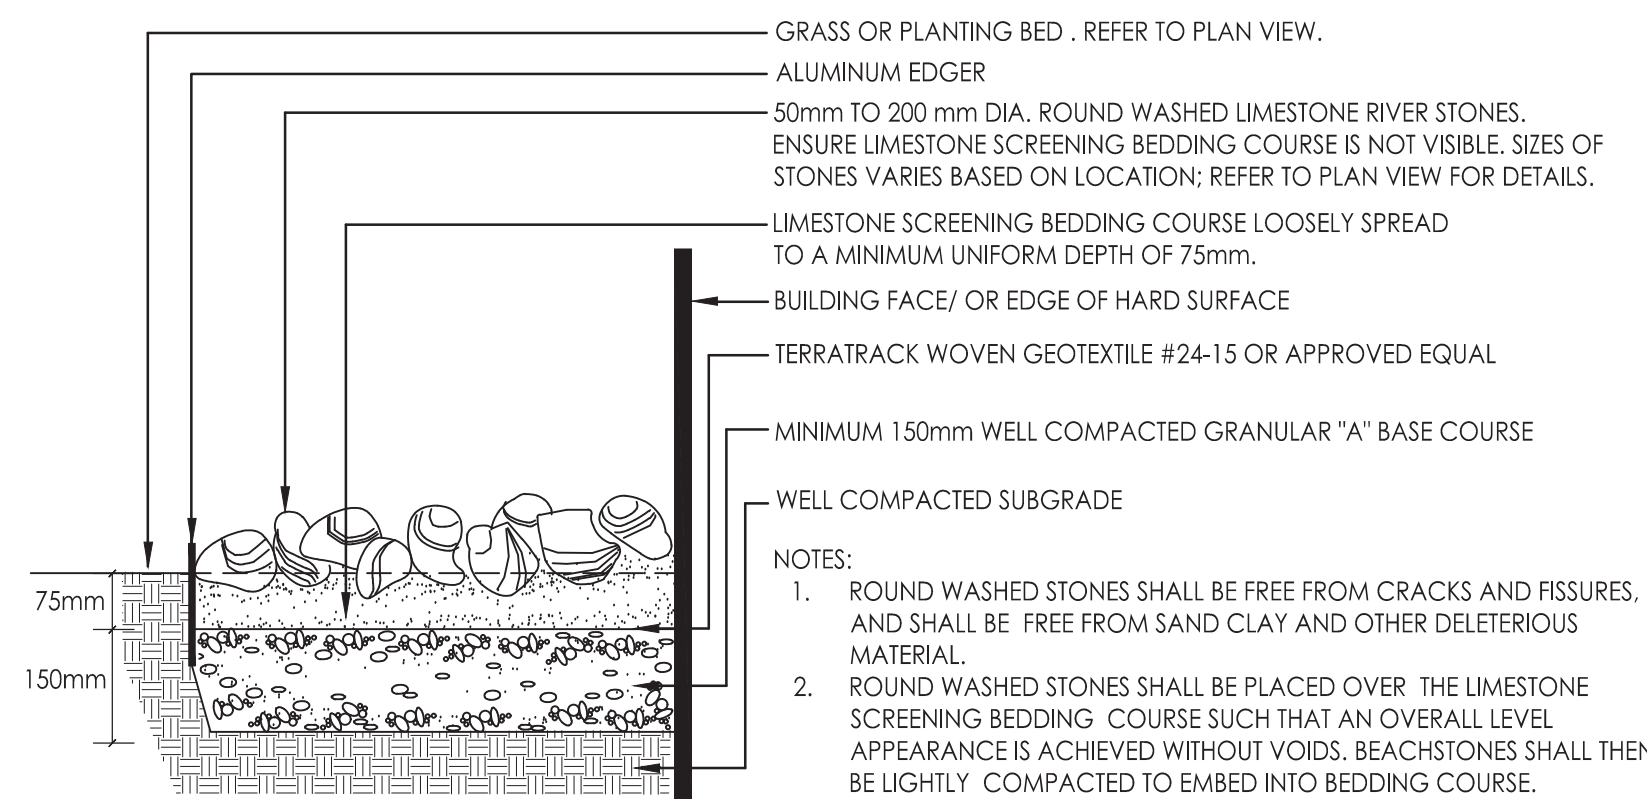 GRASS OR PLANTING BED . REFER TO PLAN VIEW.
ALUMINUM EDGER
50mm TO 200 mm DIA. ROUND WASHED LIMESTONE RIVER STONES.
ENSURE LIMESTONE SCREENING BEDDING COURSE IS NOT VISIBLE. SIZES OF
STONES VARIES BASED ON LOCATION; REFER TO PLAN VIEW FOR DETAILS.
LIMESTONE SCREENING BEDDING COURSE LOOSELY SPREAD
TO A MINIMUM UNIFORM DEPTH OF 75mm.
BUILDING FACE/ OR EDGE OF HARD SURFACE
TERRATRACK WOVEN GEOTEXTILE #24-15 OR APPROVED EQUAL
MINIMUM 150mm WELL COMPACTED GRANULAR "A" BASE COURSE
WELL COMPACTED SUBGRADE
75mm
150mm
NOTES:
1. ROUND WASHED STONES SHALL BE FREE FROM CRACKS AND FISSURES,
AND SHALL BE FREE FROM SAND CLAY AND OTHER DELETERIOUS
MATERIAL.
2. ROUND WASHED STONES SHALL BE PLACED OVER THE LIMESTONE
SCREENING BEDDING COURSE SUCH THAT AN OVERALL LEVEL
APPEARANCE IS ACHIEVED WITHOUT VOIDS. BEACHSTONES SHALL THEN
BE LIGHTLY COMPACTED TO EMBED INTO BEDDING COURSE.